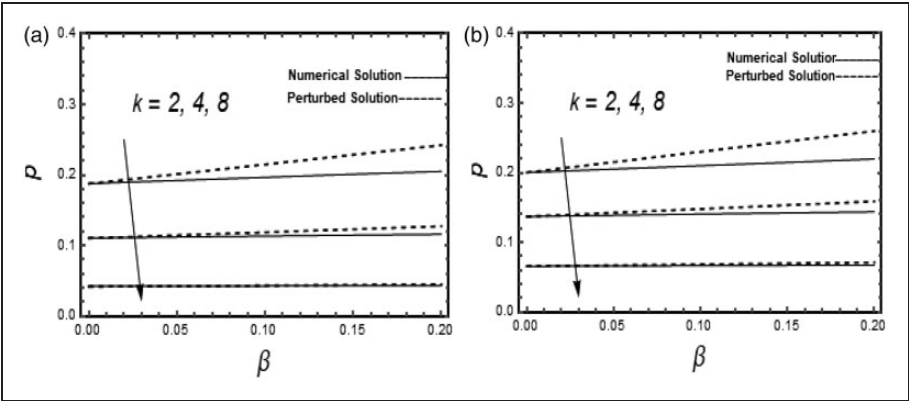 (a)
0.4
0.3
0.2
0.1
0.0
p
Numerical Solution
Perturbed Solution
k = 2, 4, 8
0.00
0.05
0.10
0.15
0.20
β
(b)
0.4
0.3
0.2
0.1
0.0
p
Numerical Solution
Perturbed Solution
k = 2, 4, 8
0.00
0.05
0.10
0.15
0.20
β